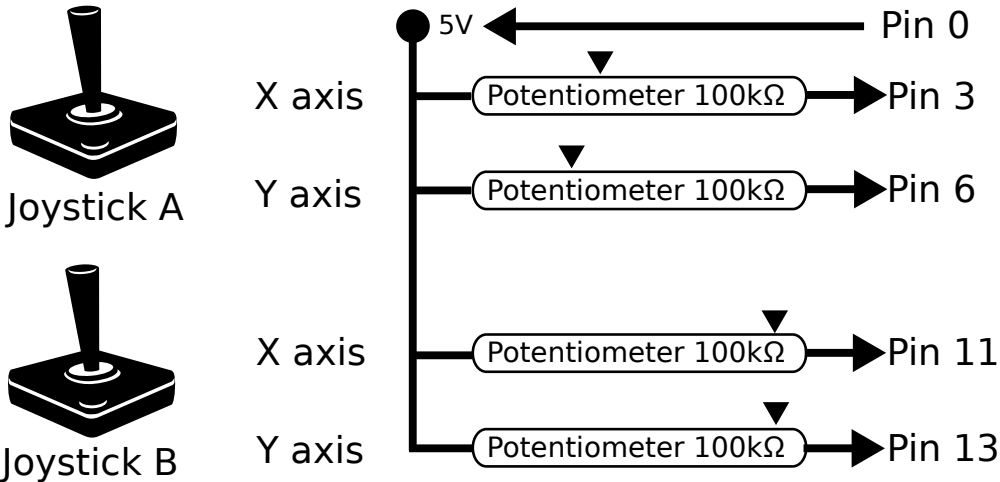 5V
Pin 0
X axis
Potentiometer 100kΩ
Pin 3
Y axis
Potentiometer 100kΩ
Pin 6
Joystick A
X axis
Potentiometer 100kΩ
Pin 11
Y axis
Potentiometer 100kΩ
Pin 13
Joystick B